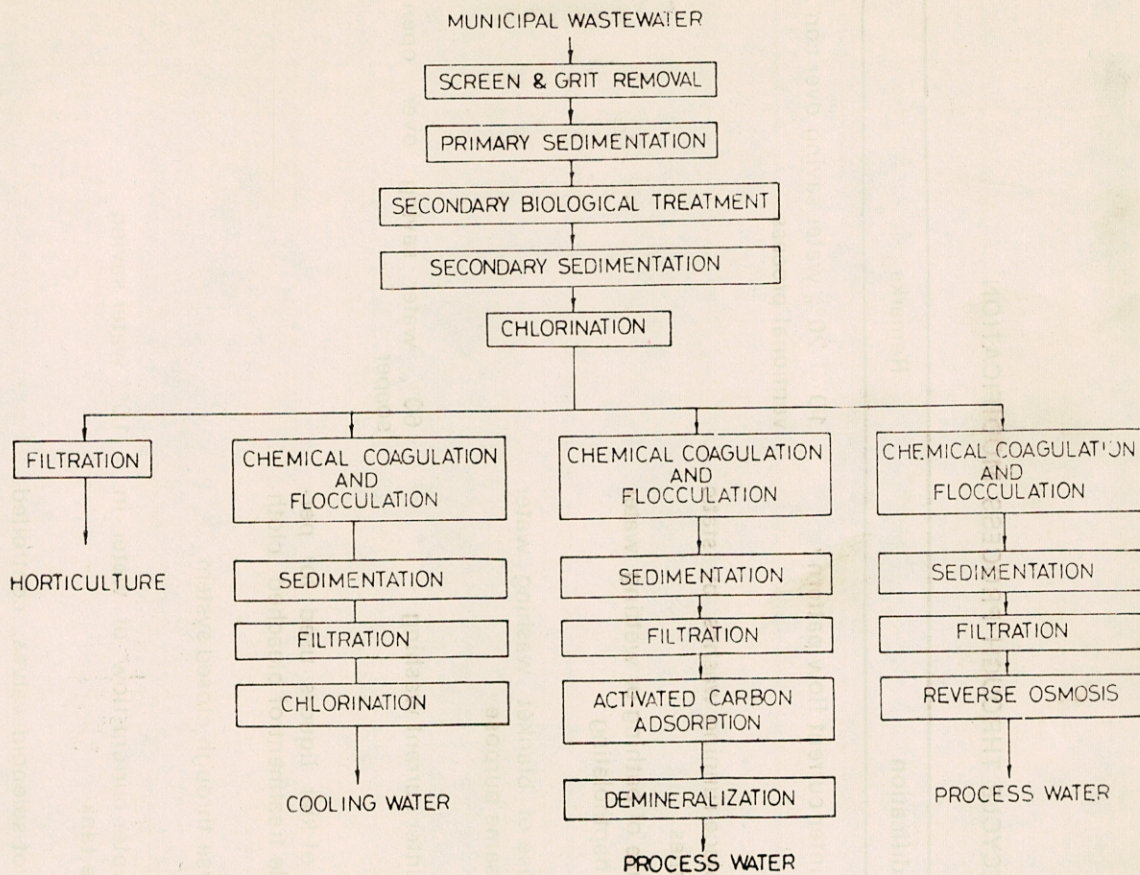 MUNICIPAL WASTEWATER
SCREEN & GRIT REMOVAL
PRIMARY SEDIMENTATION
SECONDARY BIOLOGICAL TREATMENT
SECONDARY SEDIMENTATION
CHLORINATION
FILTRATION
HORTICULTURE
CHEMICAL COAGULATION
AND
FLOCCULATION
SEDIMENTATION
FILTRATION
CHLORINATION
COOLING WATER
CHEMICAL COAGULATION
AND
FLOCCULATION
SEDIMENTATION
FILTRATION
ACTIVATED CARBON
ADSORPTION
DEMINERALIZATION
PROCESS WATER
CHEMICAL COAGULATION
AND
FLOCCULATION
SEDIMENTATION
FILTRATION
REVERSE OSMOSIS
PROCESS WATER